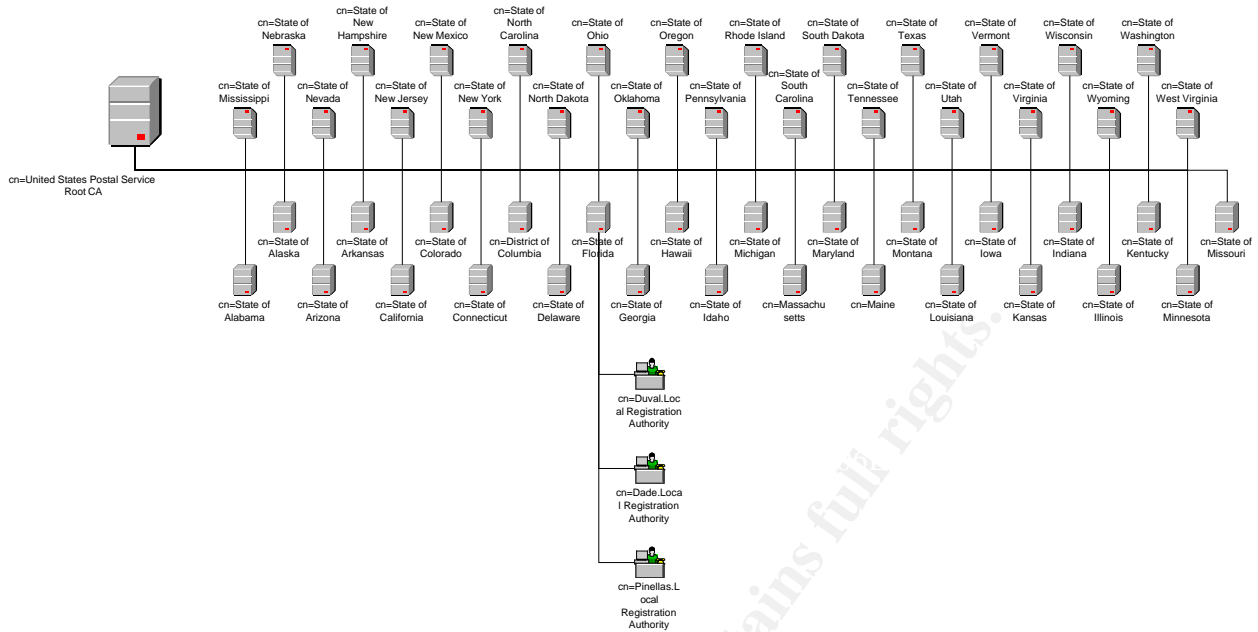 cn=State of
Nebraska
cn=State of
New
Hampshire
cn=State of
New Mexico
cn=State of
North
Carolina
cn=State of
Ohio
cn=State of
Oregon
cn=State of
Rhode Island
cn=State of
South Dakota
cn=State of
Texas
cn=State of
Vermont
cn=State of
Wisconsin
cn=State of
Washington
cn=State of
Mississippi
cn=State of
Nevada
cn=State of
New Jersey
cn=State of
New York
cn=State of
North Dakota
cn=State of
Oklahoma
cn=State of
Pennsylvania
cn=State of
South
Carolina
cn=State of
Tennessee
cn=State of
Utah
cn=State of
Virginia
cn=State of
Wyoming
cn=State of
West Virginia
cn=United States Postal Service
Root CA
cn=State of
Alaska
cn=State of
Arkansas
cn=State of
Colorado
cn=District of
Columbia
cn=State of
Florida
cn=State of
Hawaii
cn=State of
Michigan
cn=State of
Maryland
cn=State of
Montana
cn=State of
Iowa
cn=State of
Indiana
cn=State of
Kentucky
cn=State of
Missouri
cn=State of
Alabama
cn=State of
Arizona
cn=State of
California
cn=State of
Connecticut
cn=State of
Delaware
cn=State of
Georgia
cn=State of
Idaho
cn=Massachu
setts
cn=Maine
cn=State of
Louisiana
cn=State of
Kansas
cn=State of
Illinois
cn=State of
Minnesota
cn=Duval.Loc
al Registration
Authority
cn=Dade.Loca
l Registration
Authority
cn=Pinellas.L
ocal
Registration
Authority
tains full rights.